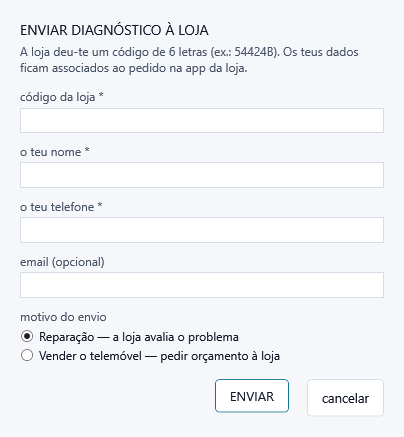 ENVIAR DIAGNÓSTICO À LOJA
A loja deu-te um código de 6 letras (ex.: 54424B). Os teus dados
ficam associados ao pedido na app da loja.
código da loja *
o teu nome *
o teu telefone *
email (opcional)
motivo do envio
Reparação — a loja avalia o problema
Vender o telemóvel — pedir orçamento à loja
ENVIAR cancelar